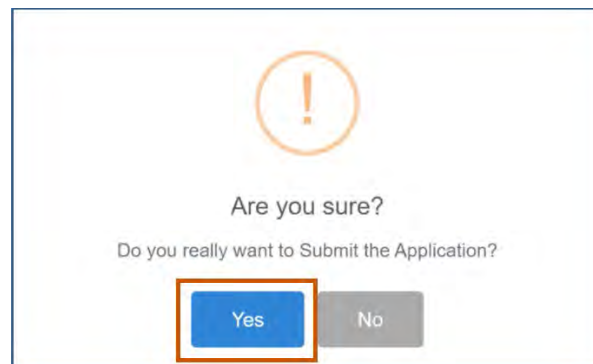 !
Are you sure?
Do you really want to Submit the Application?
Yes No